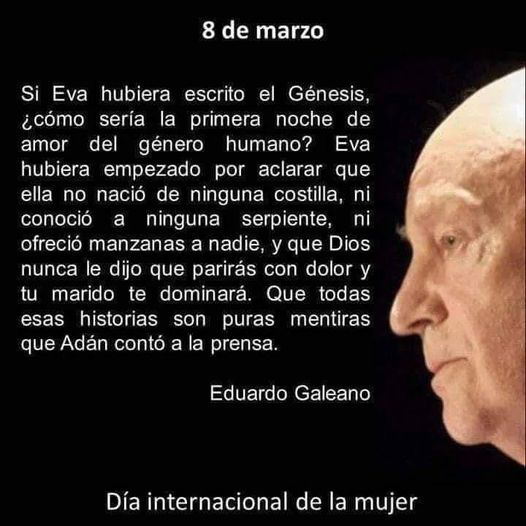 8 de marzo
Si Eva hubiera escrito el Génesis,
¿cómo sería la primera noche de
amor del género humano? Eva
hubiera empezado por aclarar que
ella no nació de ninguna costilla, ni
conoció a ninguna serpiente, ni
ofreció manzanas a nadie, y que Dios
nunca le dijo que parirás con dolor y
tu marido te dominará. Que todas
esas historias son puras mentiras
que Adán contó a la prensa.
Eduardo Galeano
Día internacional de la mujer